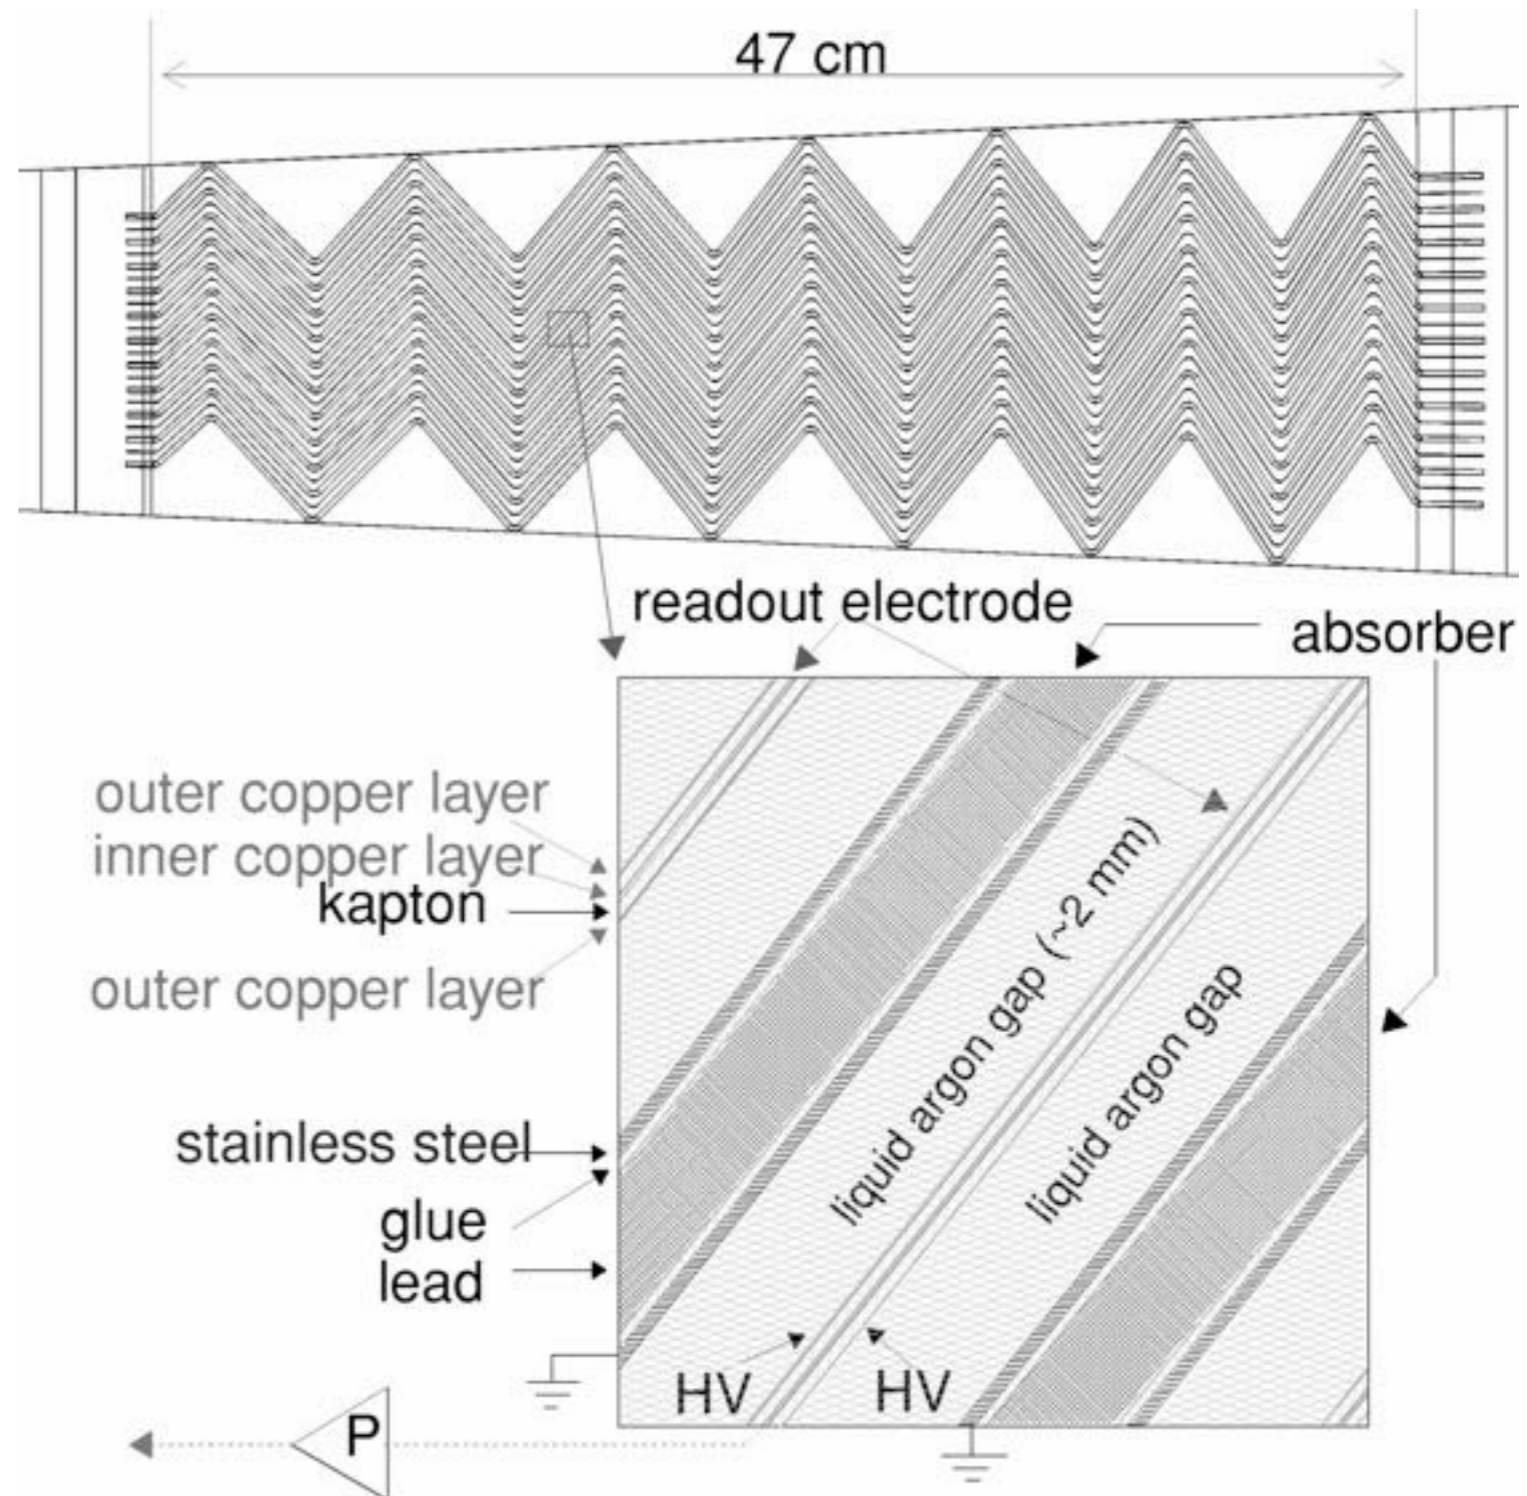 47 cm
readout electrode
absorber
outer copper layer
inner copper layer
kapton
outer copper layer
liquid argon gap (~2 mm)
liquid argon gap
stainless steel
glue
lead
HV
HV
P